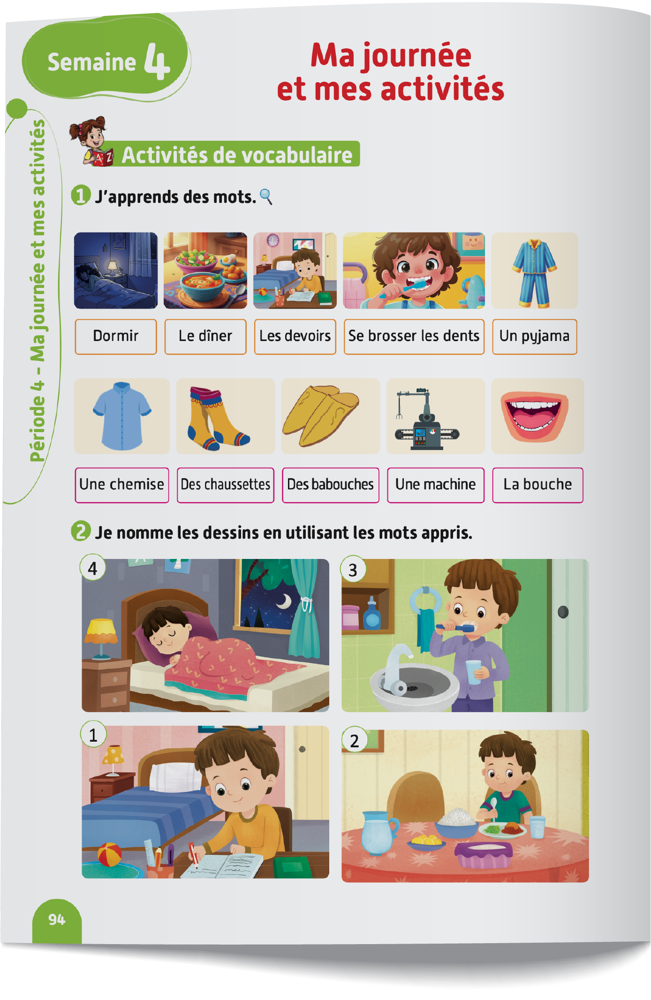 Semaine 4
Ma journée
et mes activités
Période 4 – Ma journée et mes activités
A Z
Activités de vocabulaire
1 J'apprends des mots.
Dormir
Le dîner
Les devoirs
Se brosser les dents
Un pyjama
Une chemise
Des chaussettes
Des babouches
Une machine
La bouche
2 Je nomme les dessins en utilisant les mots appris.
4
3
1
2
94